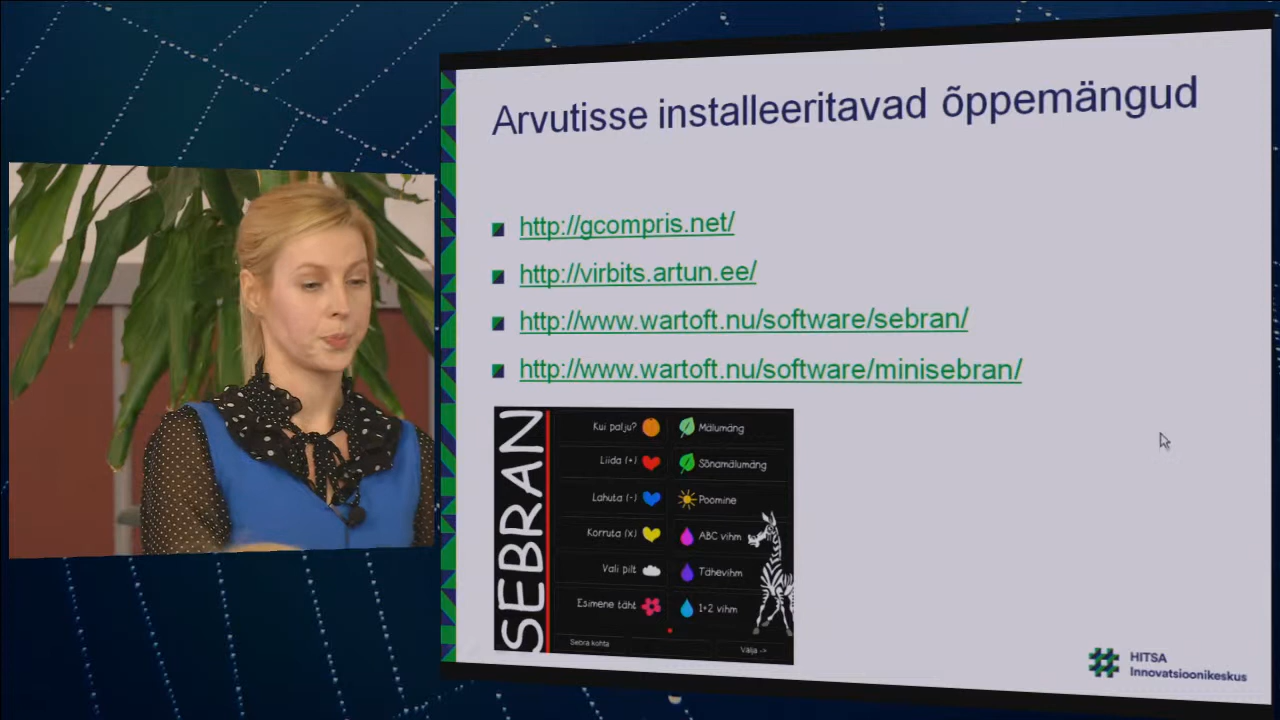 Arvutisse installeeritavad õppemängud
http://gcompris.net/
http://virbits.artun.ee/
http://www.wartoft.nu/software/sebran/
http://www.wartoft.nu/software/minisebran/
SEBRAN
Kui palju?
Liida (+)
Lahuta (-)
Korruta (x)
Vali pilt
Esimene täht
Mälumäng
Sõnamälumäng
Poomine
ABC vihm
Tähevihm
1+2 vihm
Sebra kohta
Välja ->
HITSA
Innovatsioonikeskus